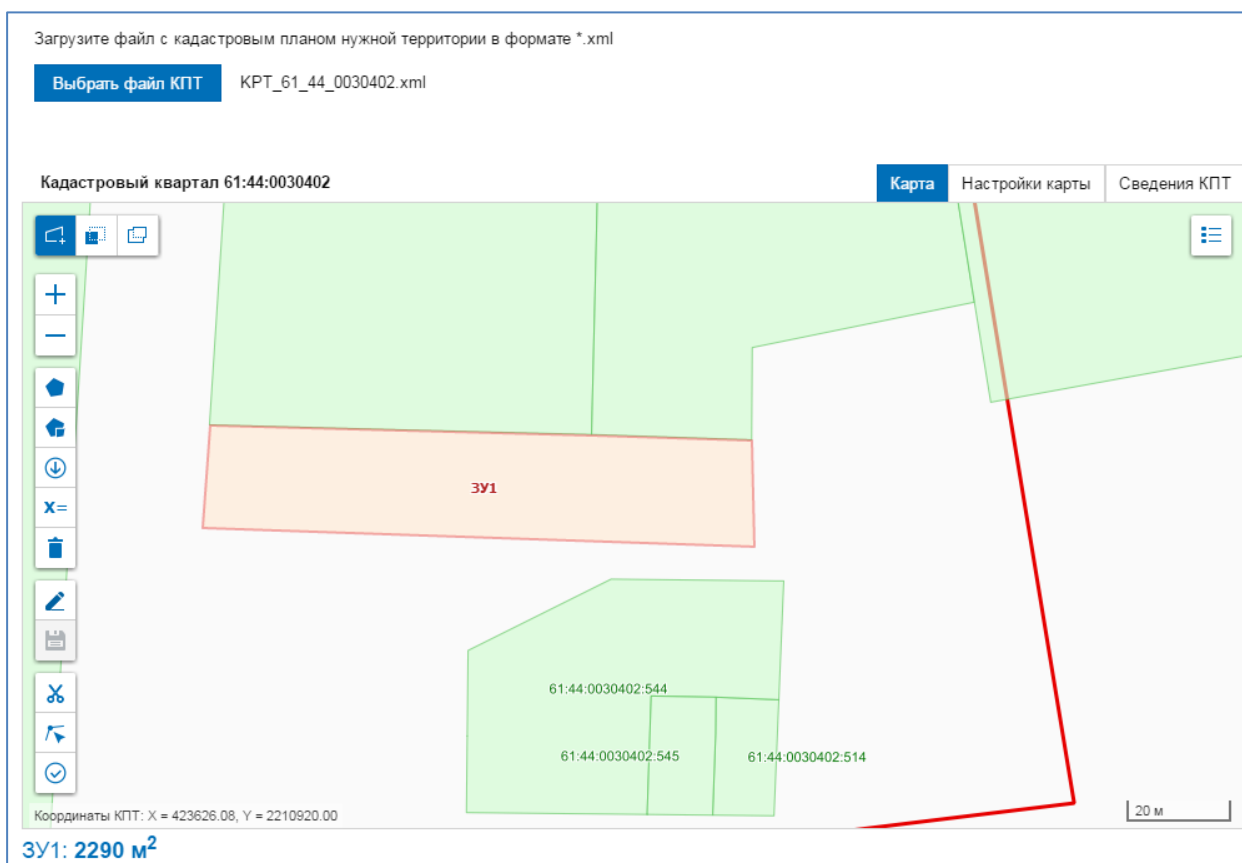 Загрузите файл с кадастровым планом нужной территории в формате *.xml
Выбрать файл КПТ KPT_61_44_0030402.xml
Кадастровый квартал 61:44:0030402 Карта Настройки карты Сведения КПТ
ЗУ1
x=
61:44:0030402:544
61:44:0030402:545 61:44:0030402:514
Координаты КПТ: X = 423626.08, Y = 2210920.00 20 м
ЗУ1: 2290 м²